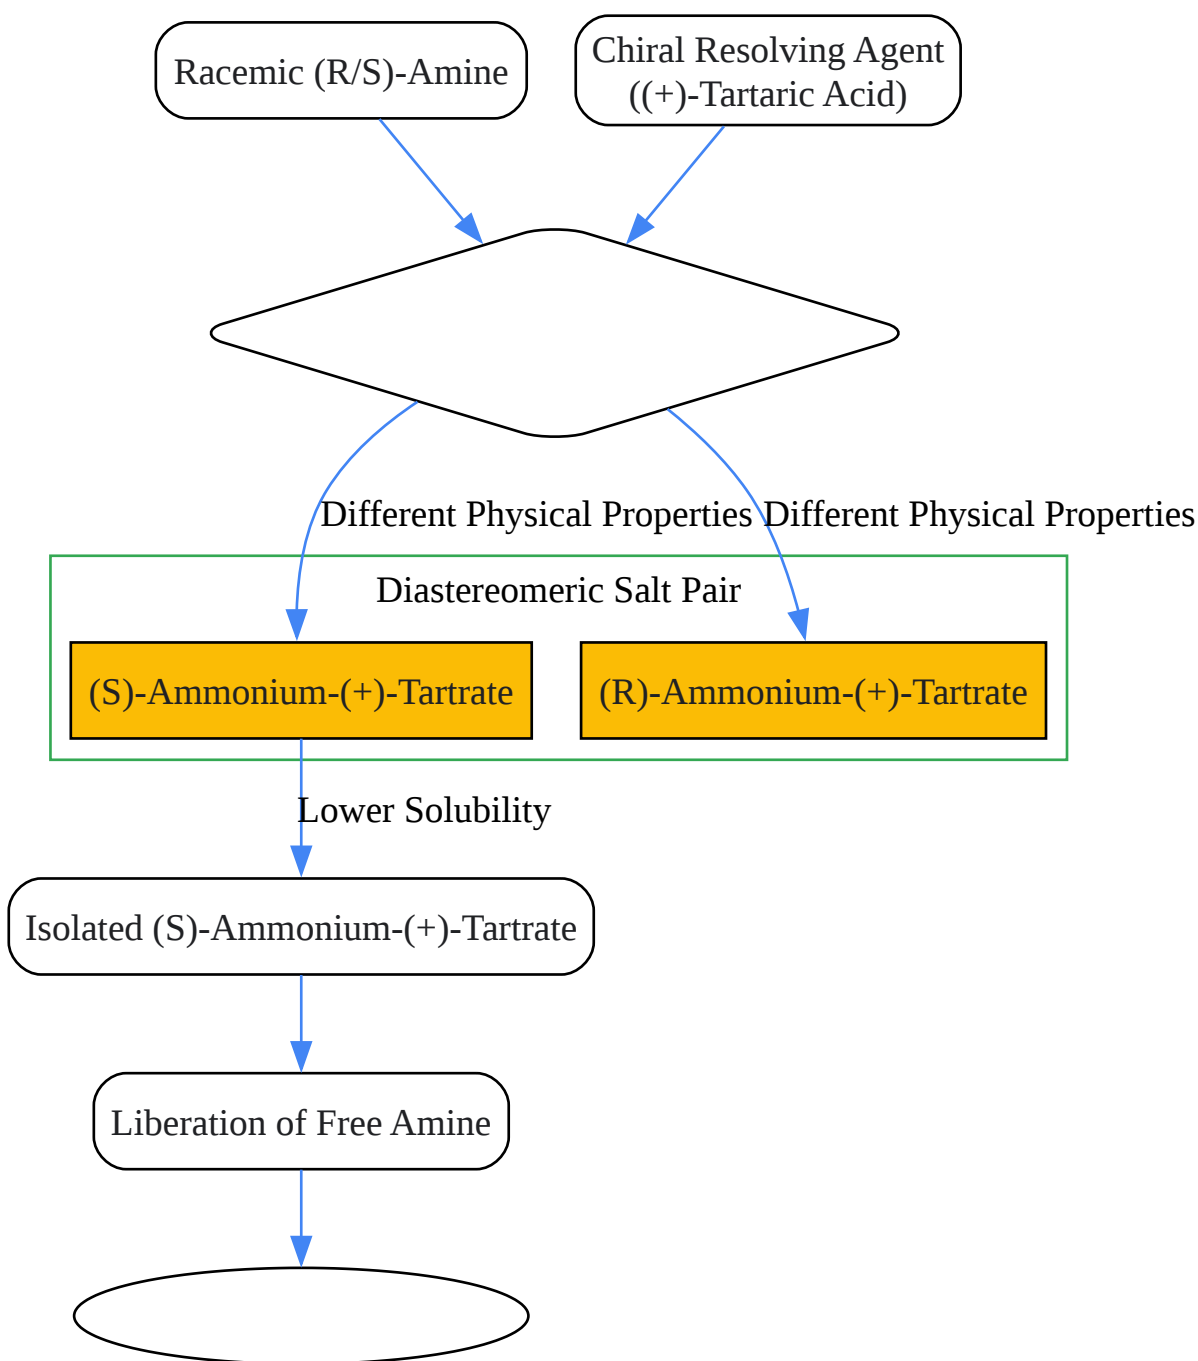 Racemic (R/S)-Amine
Chiral Resolving Agent
((+)-Tartaric Acid)
Different Physical Properties
Different Physical Properties
Diastereomeric Salt Pair
(S)-Ammonium-(+)-Tartrate
(R)-Ammonium-(+)-Tartrate
Lower Solubility
Isolated (S)-Ammonium-(+)-Tartrate
Liberation of Free Amine